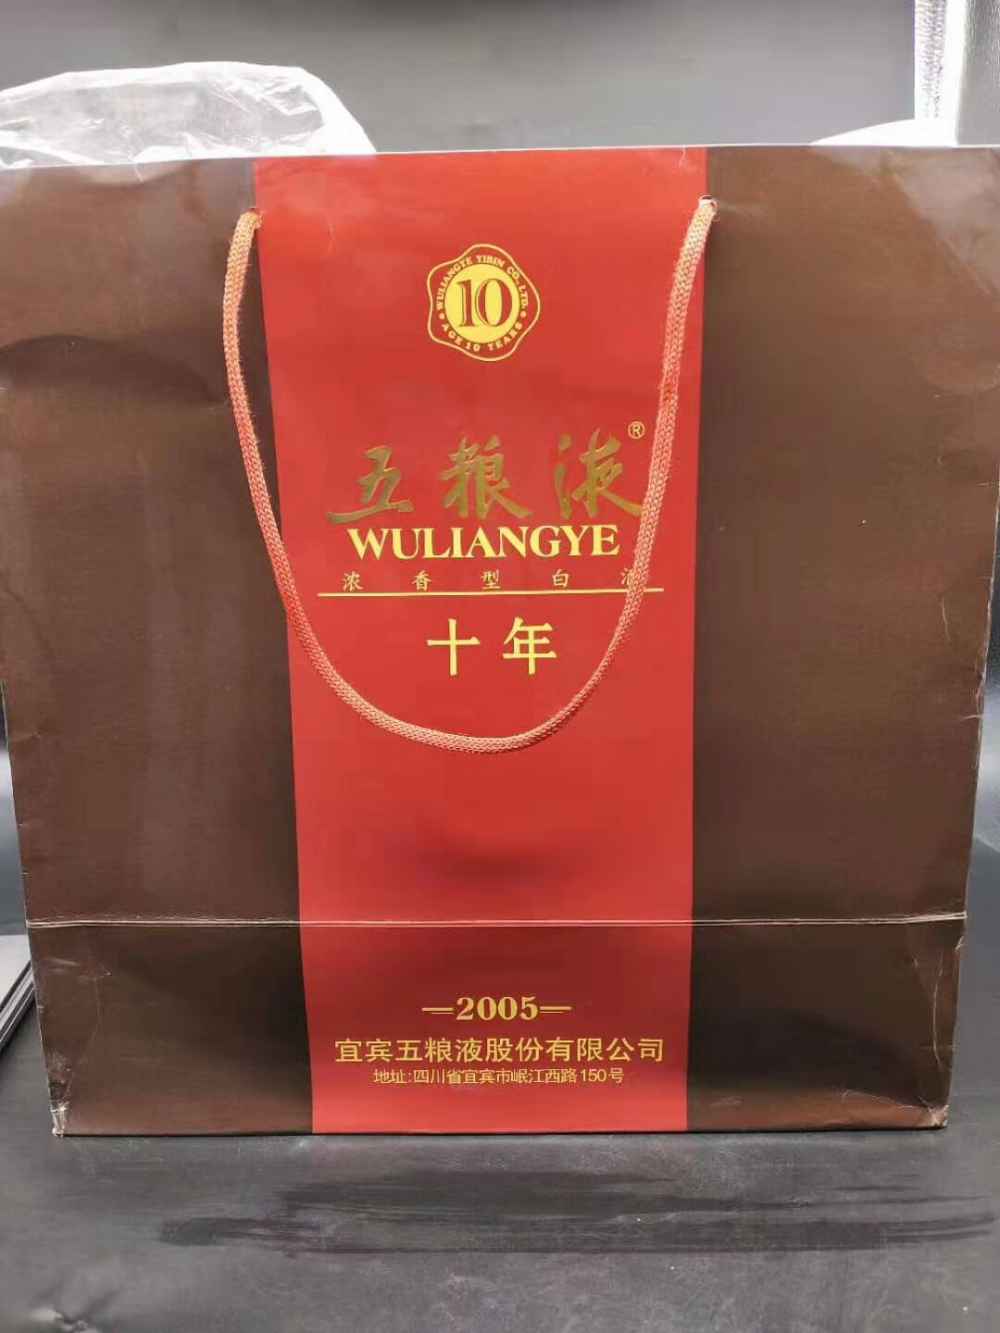 WULIANGYE YIBIN CO., LTD.
10
AGE 10 YEARS
五粮液®
WULIANGYE
浓香型白酒
十年
—2005—
宜宾五粮液股份有限公司
地址:四川省宜宾市岷江西路150号